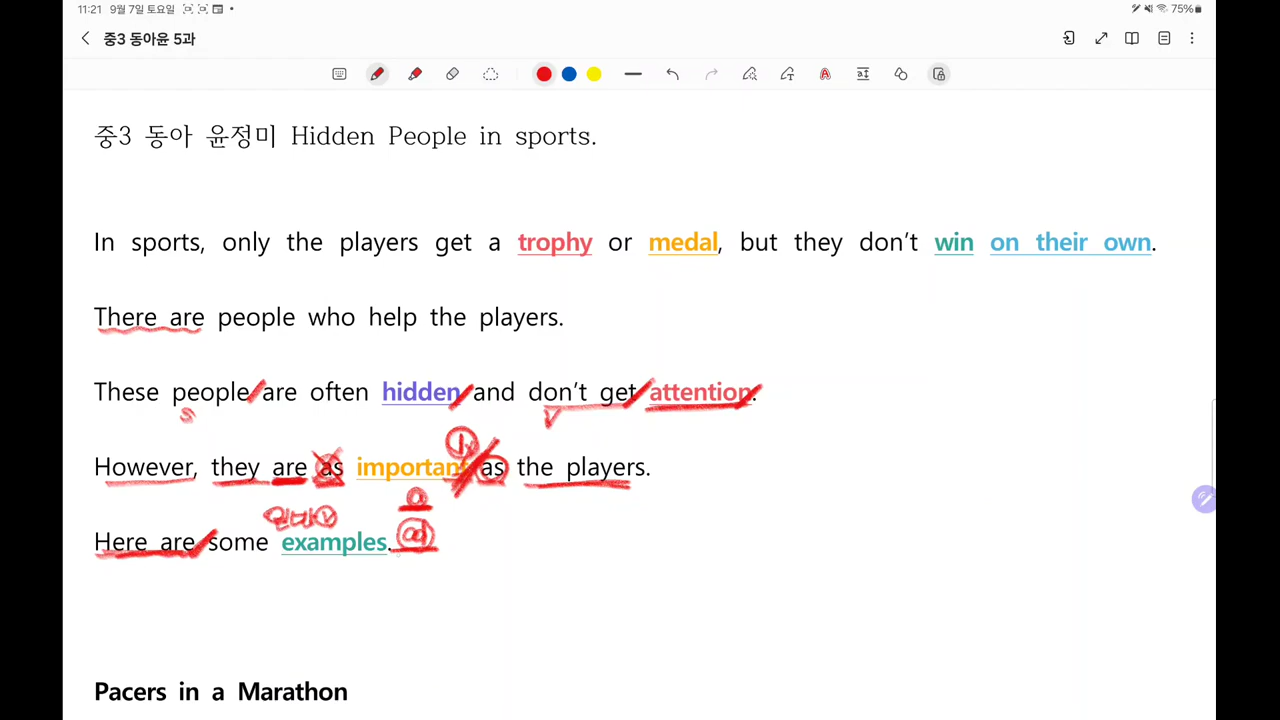 11:21 9월 7일 토요일 75%
중3 동아윤 5과
중3 동아 윤정미 Hidden People in sports.
In sports, only the players get a trophy or medal, but they don't win on their own.
There are people who help the players.
These people are often hidden and don't get attention.
However, they are as important as the players.
Here are some examples.
Pacers in a Marathon